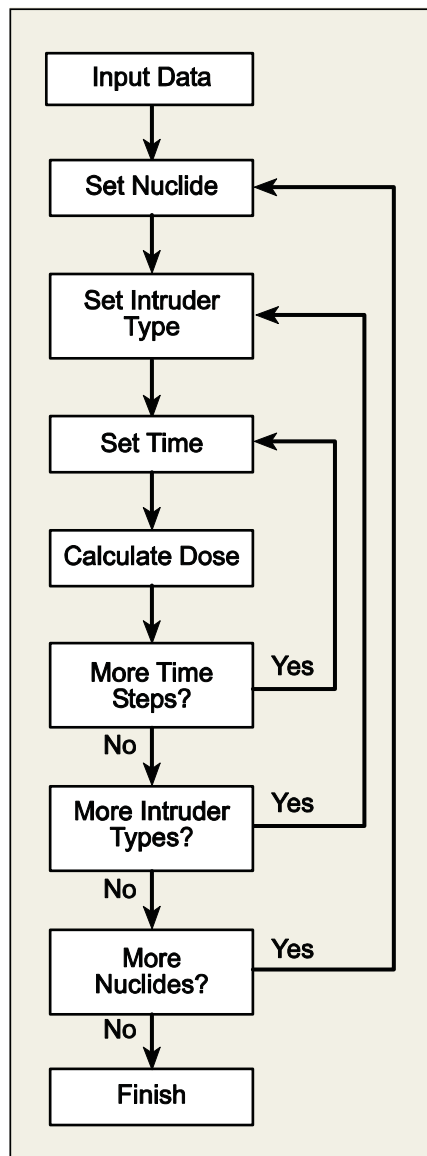 Input Data
Set Nuclide
Set Intruder
Type
Set Time
Calculate Dose
More Time
Steps?
Yes
No
More Intruder
Types?
Yes
No
More
Nuclides?
Yes
No
Finish